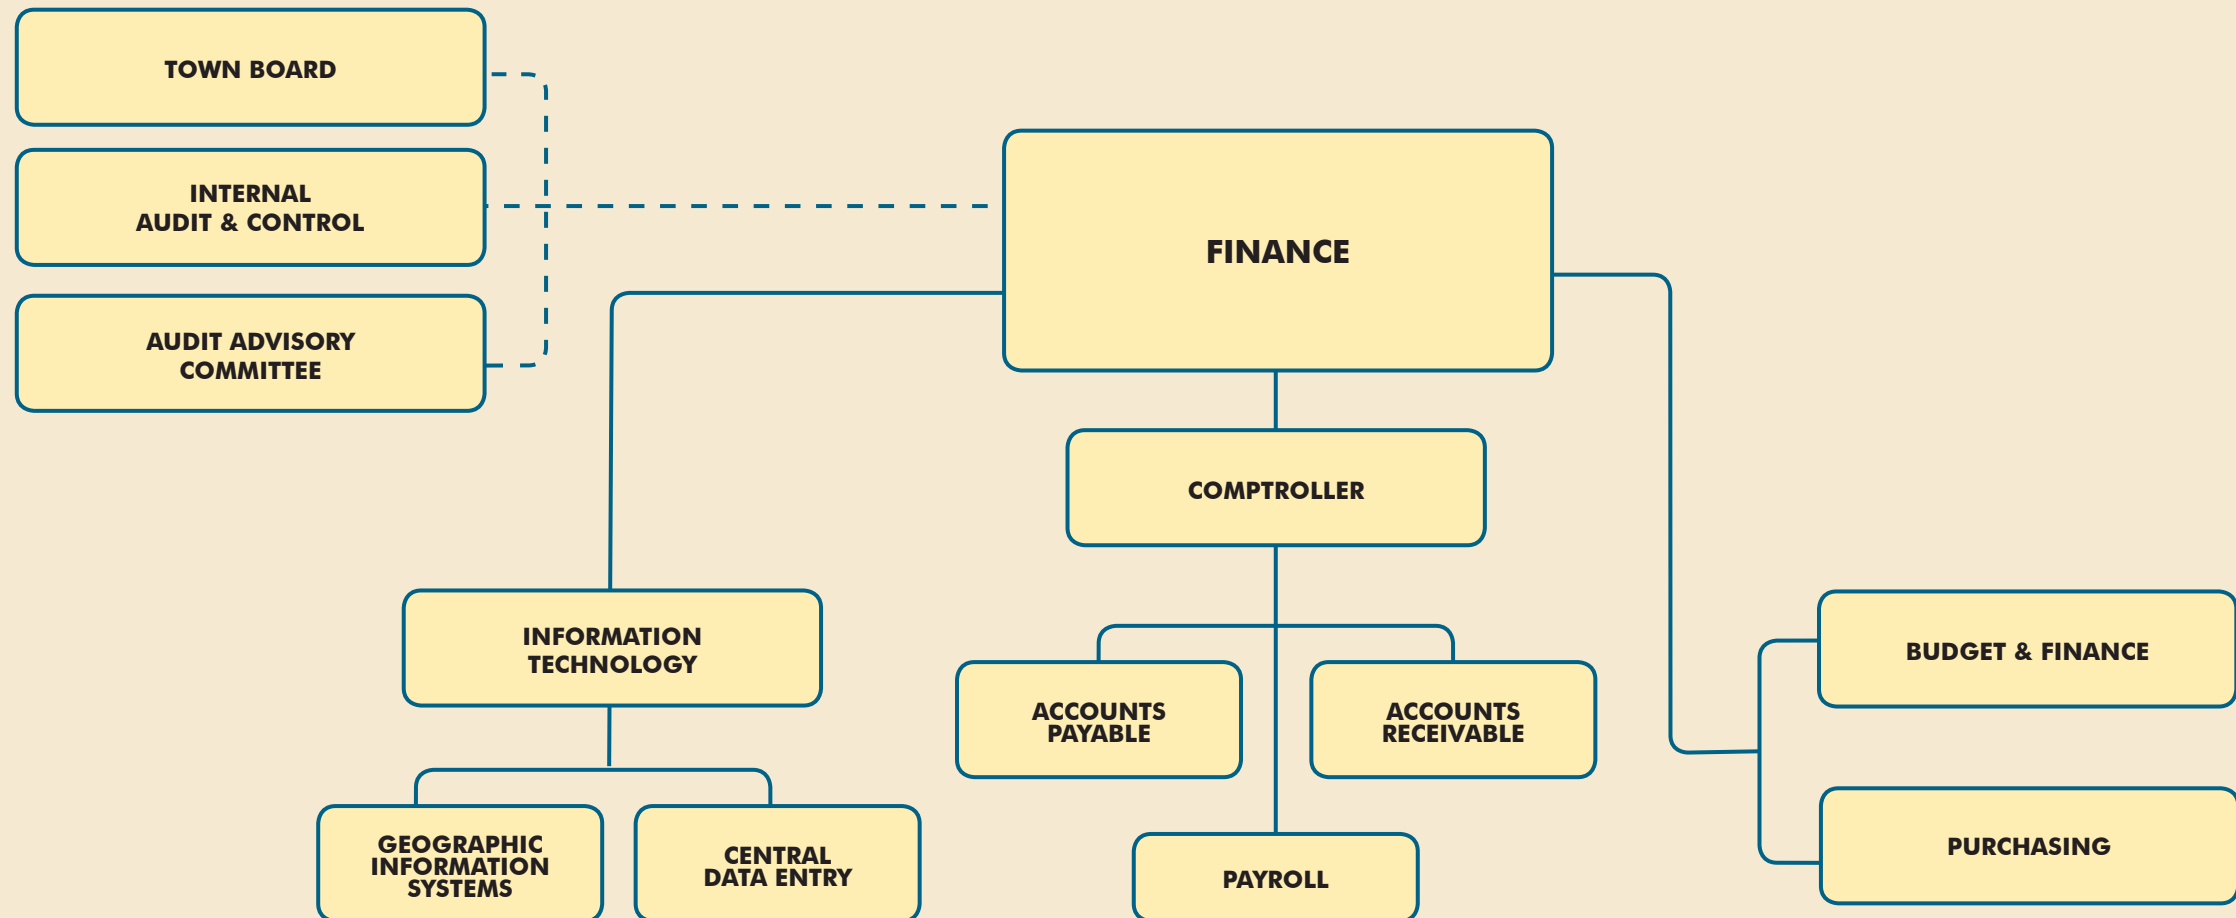 TOWN BOARD
INTERNAL
AUDIT & CONTROL
AUDIT ADVISORY
COMMITTEE
FINANCE
COMPTROLLER
INFORMATION
TECHNOLOGY
BUDGET & FINANCE
ACCOUNTS
PAYABLE
ACCOUNTS
RECEIVABLE
GEOGRAPHIC
INFORMATION
SYSTEMS
CENTRAL
DATA ENTRY
PAYROLL
PURCHASING